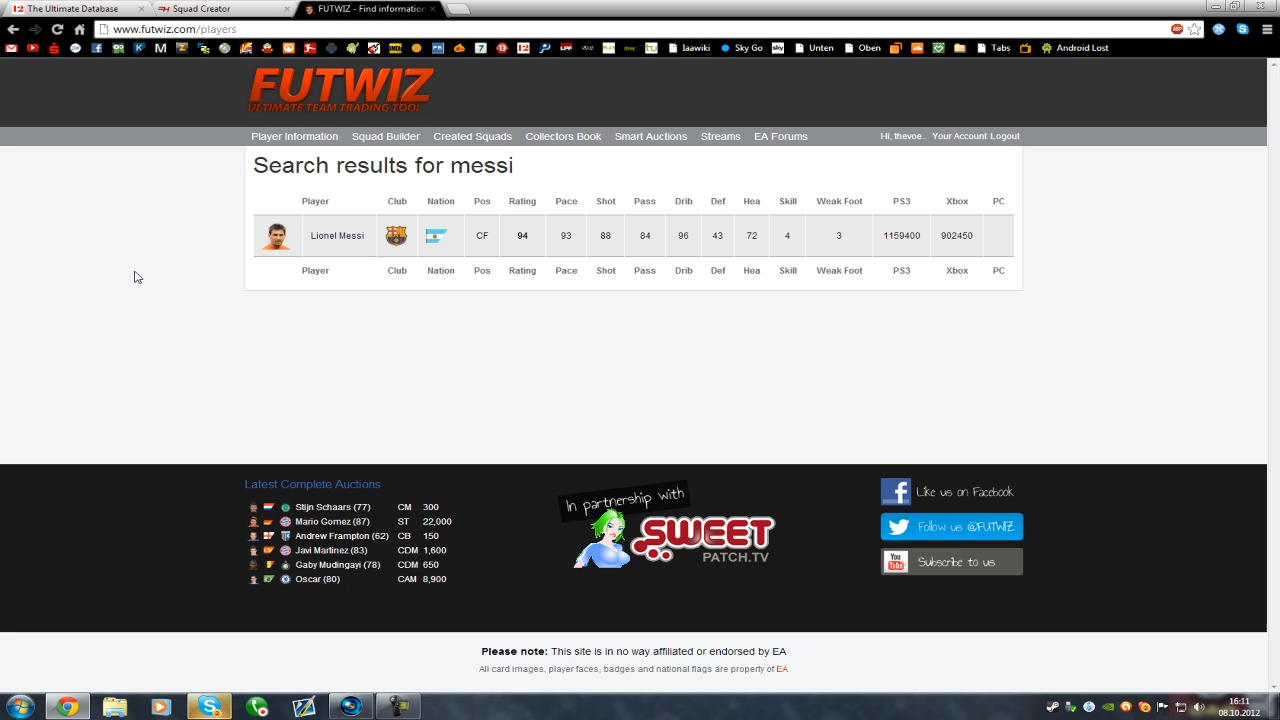 The Ultimate Database
Squad Creator
FUTWIZ - Find information
www.futwiz.com/players
laawiki Sky Go sky Unten Oben Tabs Android Lost
FUTWIZ
ULTIMATE TEAM TRADING TOOL
Player Information Squad Builder Created Squads Collectors Book Smart Auctions Streams EA Forums Hi, thevoe.. Your Account Logout
Search results for messi
Player Club Nation Pos Rating Pace Shot Pass Drib Def Hea Skill Weak Foot PS3 Xbox PC
Lionel Messi CF 94 93 88 84 96 43 72 4 3 1159400 902450
Player Club Nation Pos Rating Pace Shot Pass Drib Def Hea Skill Weak Foot PS3 Xbox PC
Latest Complete Auctions
Stijn Schaars (77) CM 300
Mario Gomez (87) ST 22,000
Andrew Frampton (62) CB 150
Javi Martinez (83) CDM 1,600
Gaby Mudingayi (78) CDM 650
Oscar (80) CAM 8,900
In partnership with
SWEET
PATCH.TV
Like us on Facebook
Follow us @FUTWIZ
You Tube Subscribe to us
Please note: This site is in no way affiliated or endorsed by EA
All card images, player faces, badges and national flags are property of EA
16:11
08.10.2012